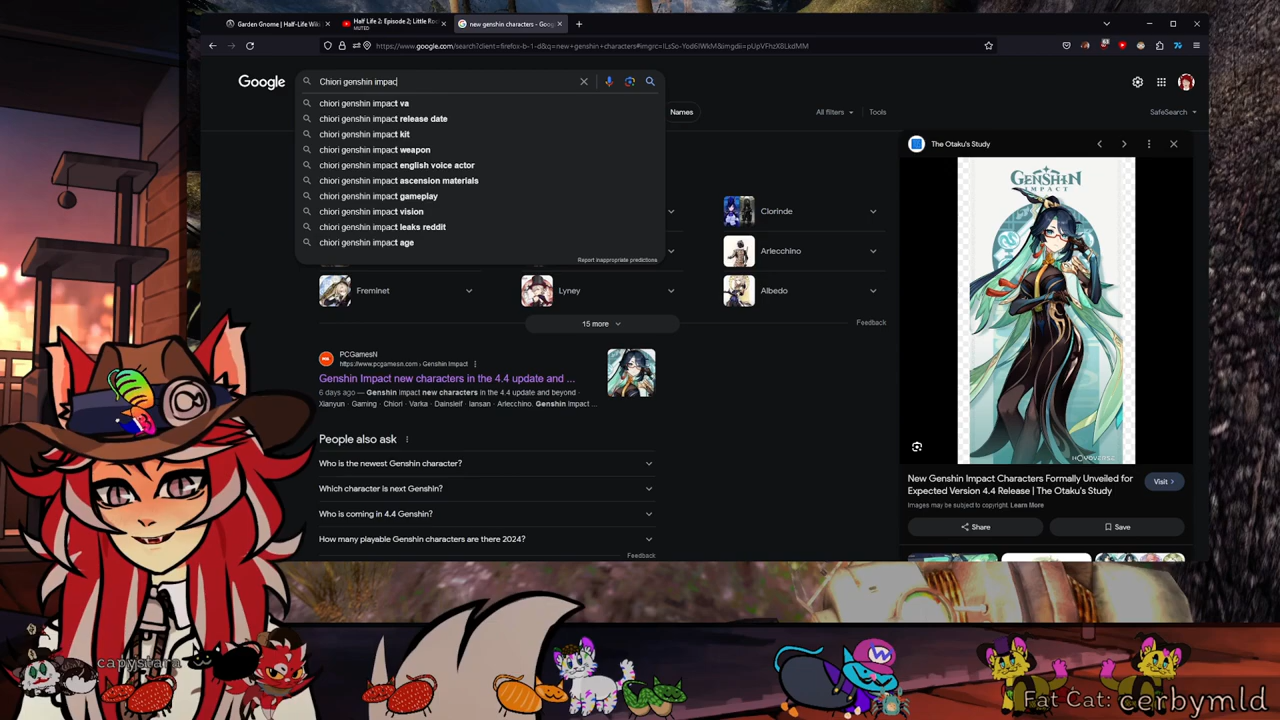 Garden Gnome | Half-Life Wiki
Half Life 2: Episode 2; Little Ro
MUTED
new genshin characters - Goog
https://www.google.com/search?client=firefox-b-1-d&q=new+genshin+characters#imgrc=
Google
Chiori genshin impac
chiori genshin impact va
chiori genshin impact release date
chiori genshin impact kit
chiori genshin impact weapon
chiori genshin impact english voice actor
chiori genshin impact ascension materials
chiori genshin impact gameplay
chiori genshin impact vision
chiori genshin impact leaks reddit
chiori genshin impact age
Report inappropriate predictions
Names
All filters
Tools
SafeSearch
Clorinde
Arlecchino
Freminet
Lyney
Albedo
15 more
Feedback
PCGamesN
https://www.pcgamesn.com › Genshin Impact
Genshin Impact new characters in the 4.4 update and ...
6 days ago — Genshin Impact new characters in the 4.4 update and beyond ·
Xianyun · Gaming · Chiori · Varka · Dainsleif · Iansan · Arlecchino. Genshin Impact ...
People also ask
Who is the newest Genshin character?
Which character is next Genshin?
Who is coming in 4.4 Genshin?
How many playable Genshin characters are there 2024?
Feedback
The Otaku's Study
GENSHIN
IMPACT
HOYOVERSE
New Genshin Impact Characters Formally Unveiled for
Expected Version 4.4 Release | The Otaku's Study
Visit
Images may be subject to copyright. Learn More
Share
Save
capystara
W
Fat Cat: cerbymld